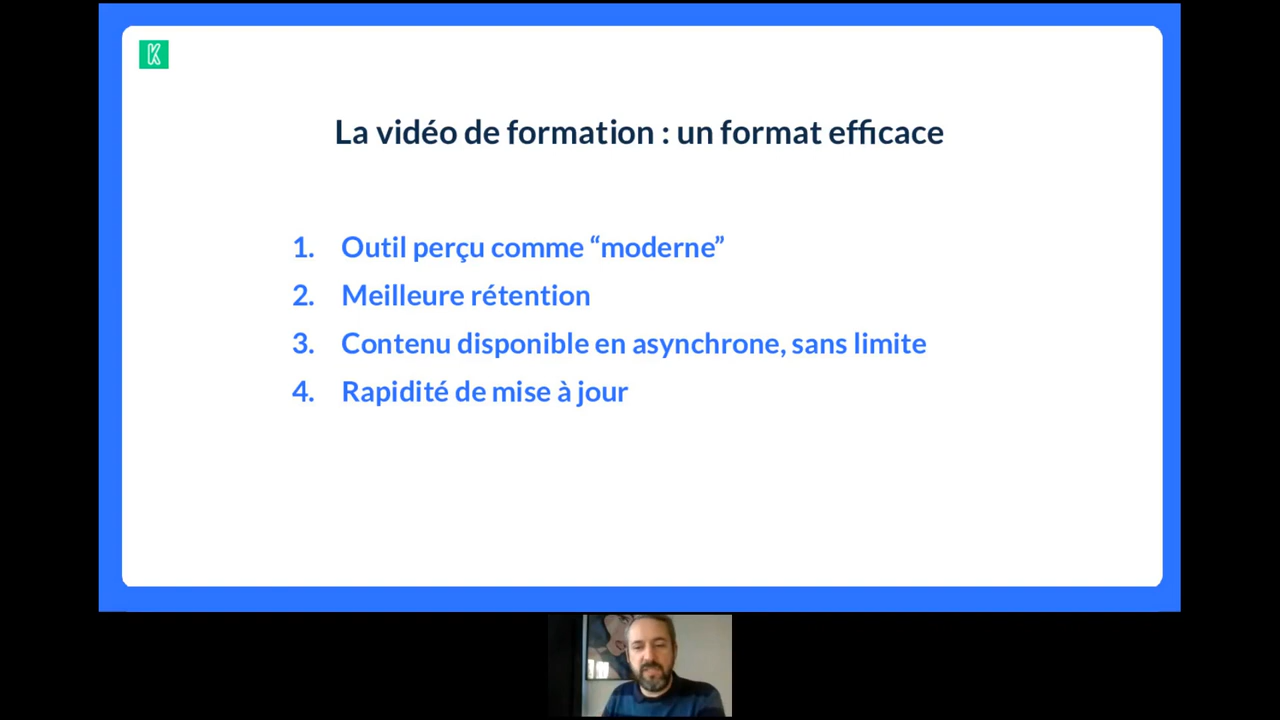 K
La vidéo de formation : un format efficace
1. Outil perçu comme “moderne”
2. Meilleure rétention
3. Contenu disponible en asynchrone, sans limite
4. Rapidité de mise à jour